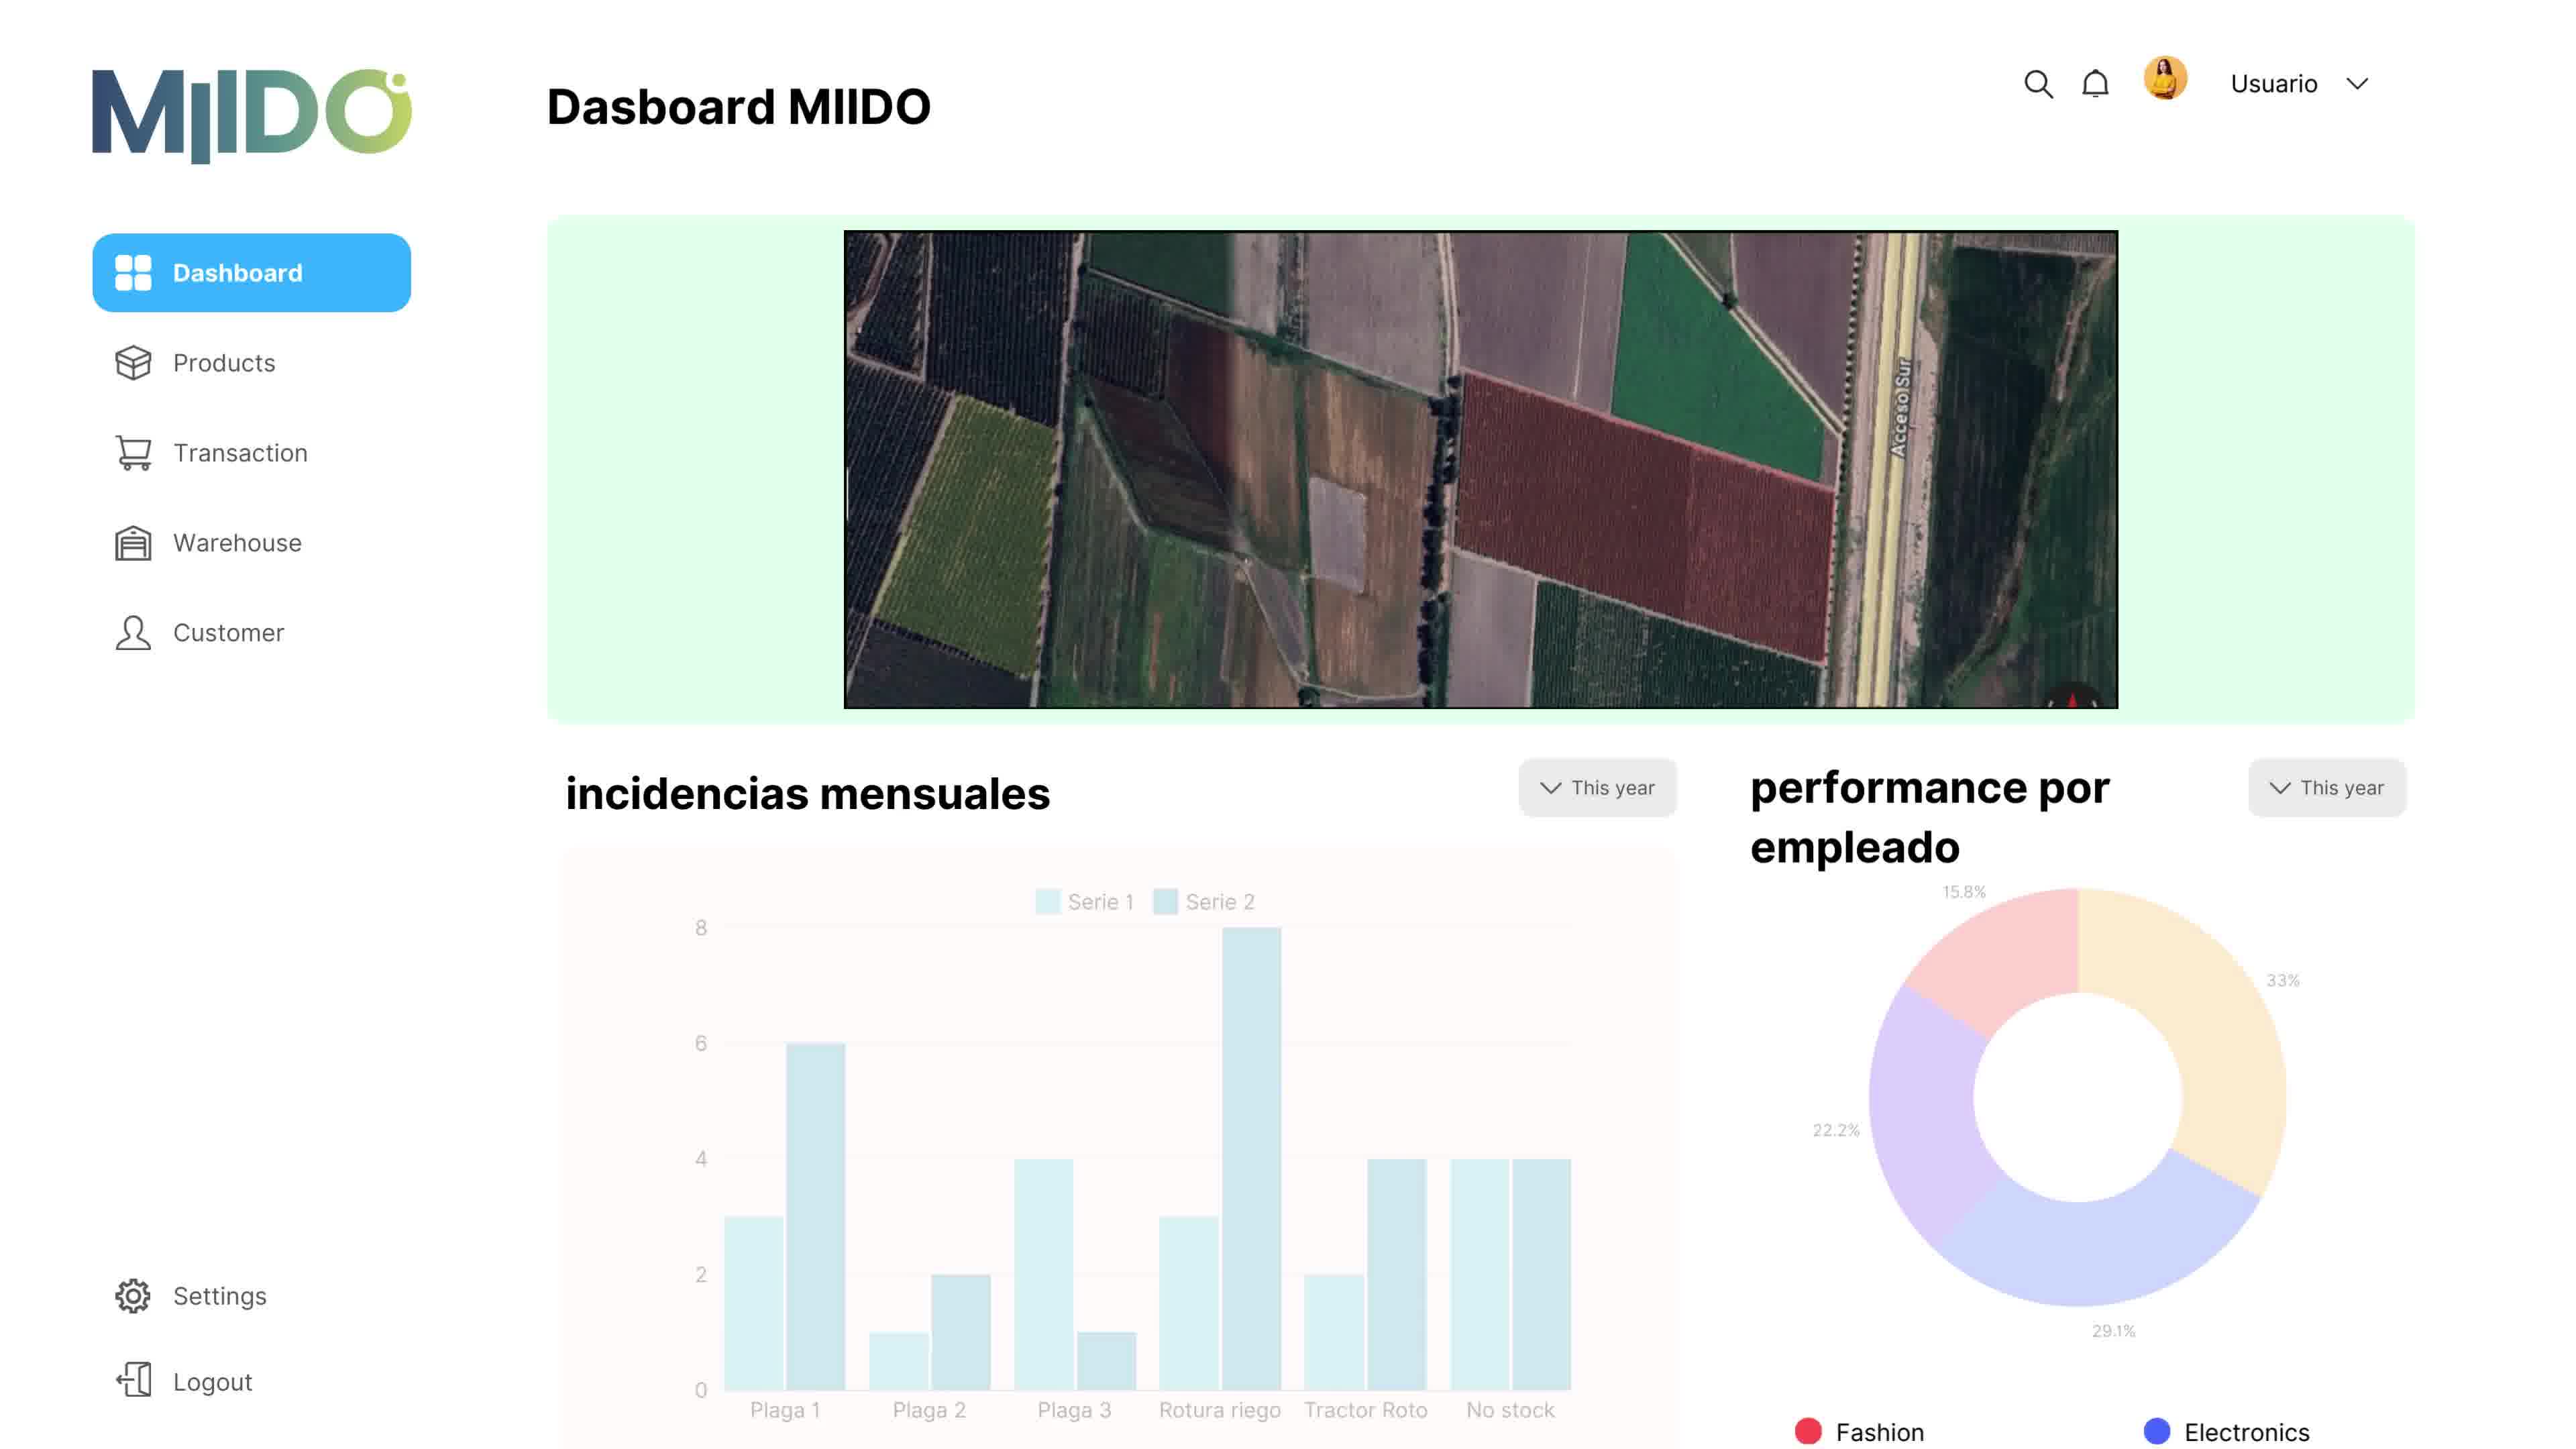 MIIDO
Dasboard MIIDO
Usuario
Dashboard
Products
Transaction
Warehouse
Customer
Settings
Logout
Acceso Sur
incidencias mensuales
This year
Serie 1
Serie 2
8
6
4
2
0
Plaga 1
Plaga 2
Plaga 3
Rotura riego
Tractor Roto
No stock
performance por
empleado
This year
15.8%
33%
22.2%
29.1%
Fashion
Electronics